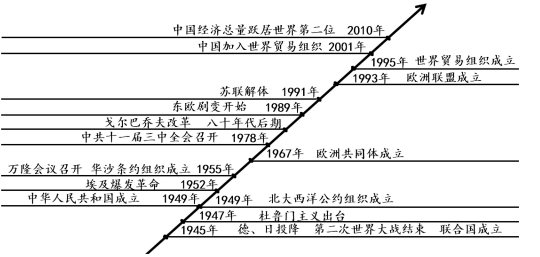 中国经济总量跃居世界第二位 2010年
中国加入世界贸易组织 2001年
1995年 世界贸易组织成立
1993年 欧洲联盟成立
苏联解体 1991年
东欧剧变开始 1989年
戈尔巴乔夫改革 八十年代后期
中共十一届三中全会召开 1978年
1967年 欧洲共同体成立
万隆会议召开 华沙条约组织成立 1955年
埃及爆发革命 1952年
中华人民共和国成立 1949年
1949年 北大西洋公约组织成立
1947年 杜鲁门主义出台
1945年 德、日投降 第二次世界大战结束 联合国成立